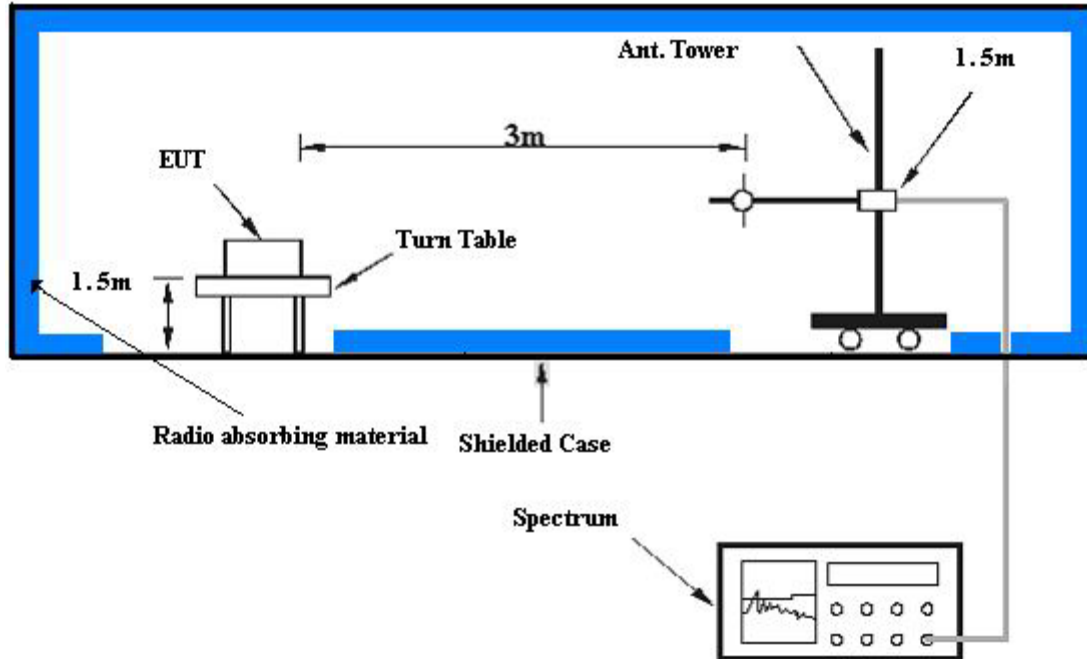 Ant. Tower
1.5m
3m
EUT
Turn Table
1.5m
Radio absorbing material
Shielded Case
Spectrum